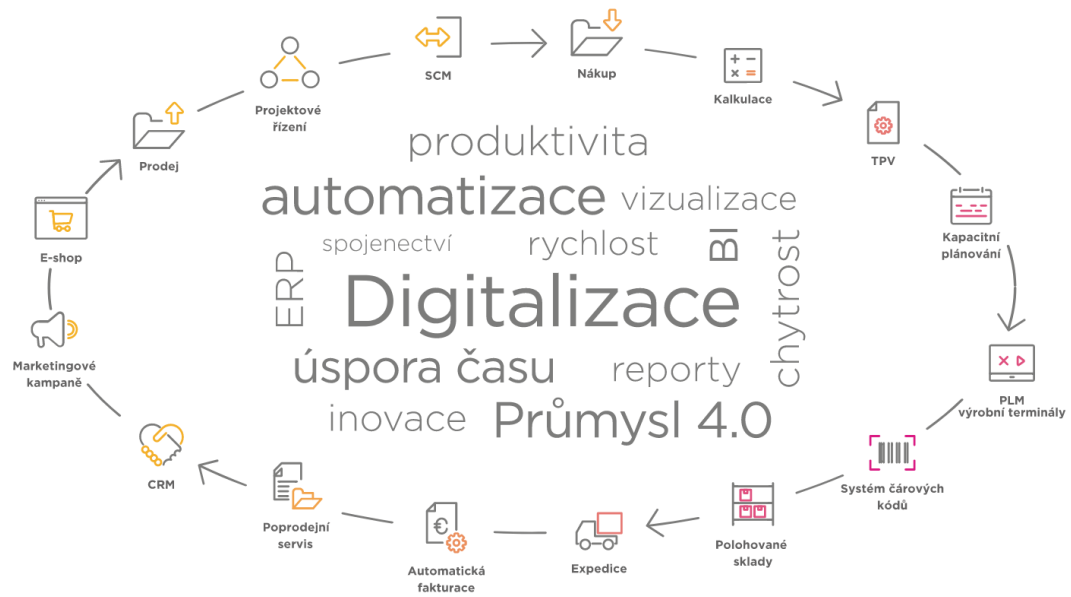 SCM
Nákup
Projektové
řízení
Kalkulace
Prodej
TPV
E-shop
Kapacitní
plánování
Marketingové
kampaně
PLM
výrobní terminály
CRM
Systém čárových
kódů
Poprodejní
servis
Automatická
fakturace
€
Expedice
Polohované
sklady
produktivita
automatizace
vizualizace
spojenectví
rychlost
BI
chytrost
ERP
Digitalizace
úspora času
reporty
inovace
Průmysl 4.0